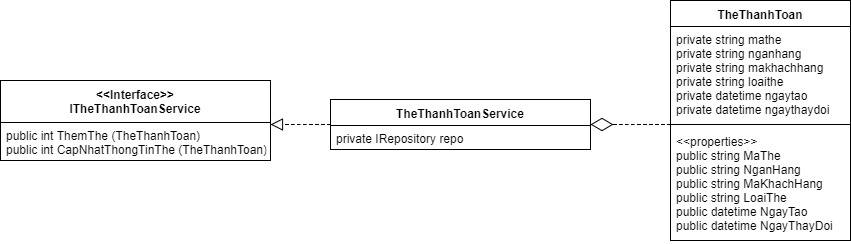 <<Interface>>
ITheThanhToanService
public int ThemThe (TheThanhToan)
public int CapNhatThongTinThe (TheThanhToan)
TheThanhToanService
private IRepository repo
TheThanhToan
private string mathe
private string nganhang
private string makhachhang
private string loaithe
private datetime ngaytao
private datetime ngaythaydoi
<<properties>>
public string MaThe
public string NganHang
public string MaKhachHang
public string LoaiThe
public datetime NgayTao
public datetime NgayThayDoi